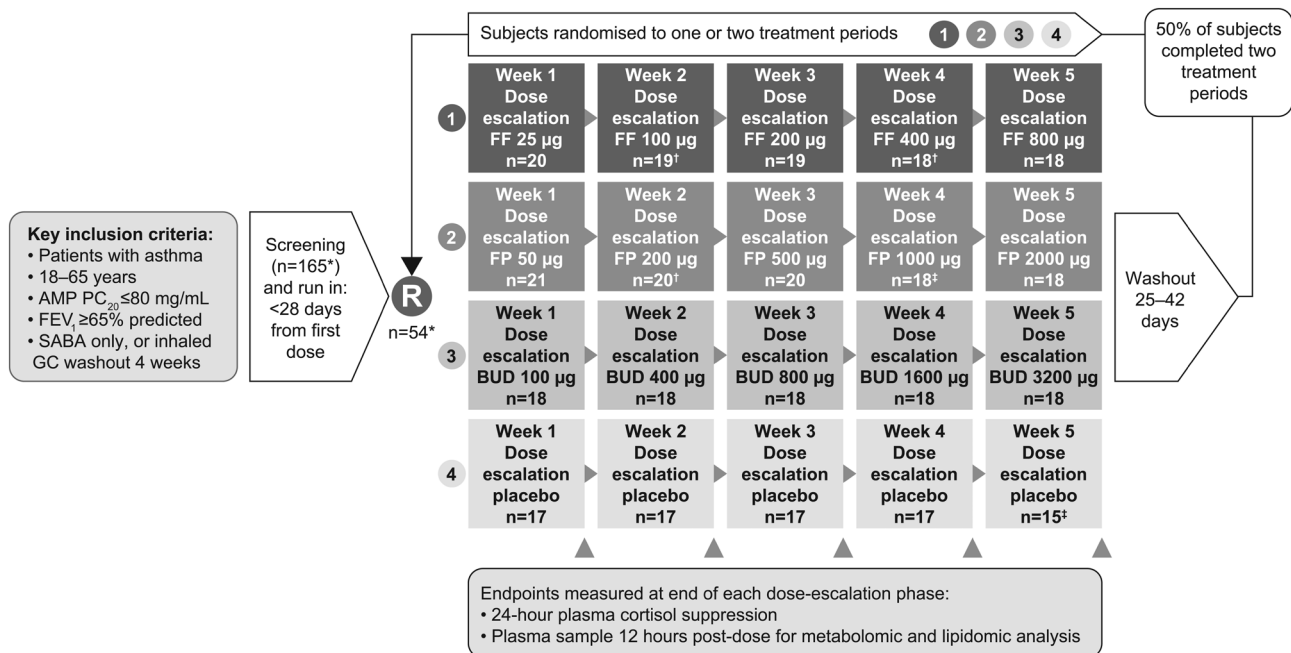 Subjects randomised to one or two treatment periods
1 2 3 4
50% of subjects
completed two
treatment
periods
1
Week 1
Dose
escalation
FF 25 µg
n=20
Week 2
Dose
escalation
FF 100 µg
n=19†
Week 3
Dose
escalation
FF 200 µg
n=19
Week 4
Dose
escalation
FF 400 µg
n=18†
Week 5
Dose
escalation
FF 800 µg
n=18
2
Week 1
Dose
escalation
FP 50 µg
n=21
Week 2
Dose
escalation
FP 200 µg
n=20†
Week 3
Dose
escalation
FP 500 µg
n=20
Week 4
Dose
escalation
FP 1000 µg
n=18‡
Week 5
Dose
escalation
FP 2000 µg
n=18
3
Week 1
Dose
escalation
BUD 100 µg
n=18
Week 2
Dose
escalation
BUD 400 µg
n=18
Week 3
Dose
escalation
BUD 800 µg
n=18
Week 4
Dose
escalation
BUD 1600 µg
n=18
Week 5
Dose
escalation
BUD 3200 µg
n=18
4
Week 1
Dose
escalation
placebo
n=17
Week 2
Dose
escalation
placebo
n=17
Week 3
Dose
escalation
placebo
n=17
Week 4
Dose
escalation
placebo
n=17
Week 5
Dose
escalation
placebo
n=15‡
Key inclusion criteria:
• Patients with asthma
• 18–65 years
• AMP PC20 ≤80 mg/mL
• FEV1 ≥65% predicted
• SABA only, or inhaled
GC washout 4 weeks
Screening
(n=165*)
and run in:
<28 days
from first
dose
R
n=54*
Washout
25–42
days
Endpoints measured at end of each dose-escalation phase:
• 24-hour plasma cortisol suppression
• Plasma sample 12 hours post-dose for metabolomic and lipidomic analysis